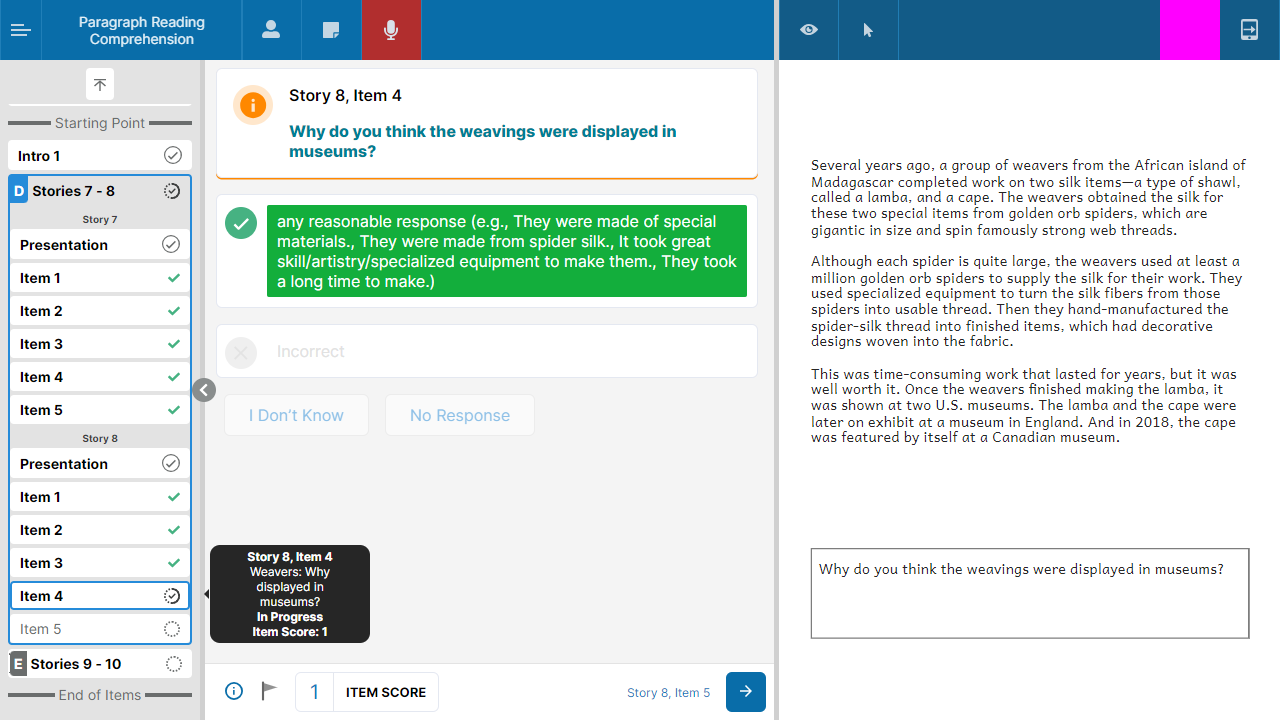 Paragraph Reading
Comprehension
Starting Point
Intro 1
D Stories 7 - 8
Story 7
Presentation
Item 1
Item 2
Item 3
Item 4
Item 5
Story 8
Presentation
Item 1
Item 2
Item 3
Item 4
Item 5
E Stories 9 - 10
End of Items
Story 8, Item 4
Why do you think the weavings were displayed in
museums?
any reasonable response (e.g., They were made of special
materials., They were made from spider silk., It took great
skill/artistry/specialized equipment to make them., They took
a long time to make.)
Incorrect
I Don't Know
No Response
Story 8, Item 4
Weavers: Why
displayed in
museums?
In Progress
Item Score: 1
1 ITEM SCORE
Story 8, Item 5
Several years ago, a group of weavers from the African island of
Madagascar completed work on two silk items—a type of shawl,
called a lamba, and a cape. The weavers obtained the silk for
these two special items from golden orb spiders, which are
gigantic in size and spin famously strong web threads.
Although each spider is quite large, the weavers used at least a
million golden orb spiders to supply the silk for their work. They
used specialized equipment to turn the silk fibers from those
spiders into usable thread. Then they hand-manufactured the
spider-silk thread into finished items, which had decorative
designs woven into the fabric.
This was time-consuming work that lasted for years, but it was
well worth it. Once the weavers finished making the lamba, it
was shown at two U.S. museums. The lamba and the cape were
later on exhibit at a museum in England. And in 2018, the cape
was featured by itself at a Canadian museum.
Why do you think the weavings were displayed in museums?